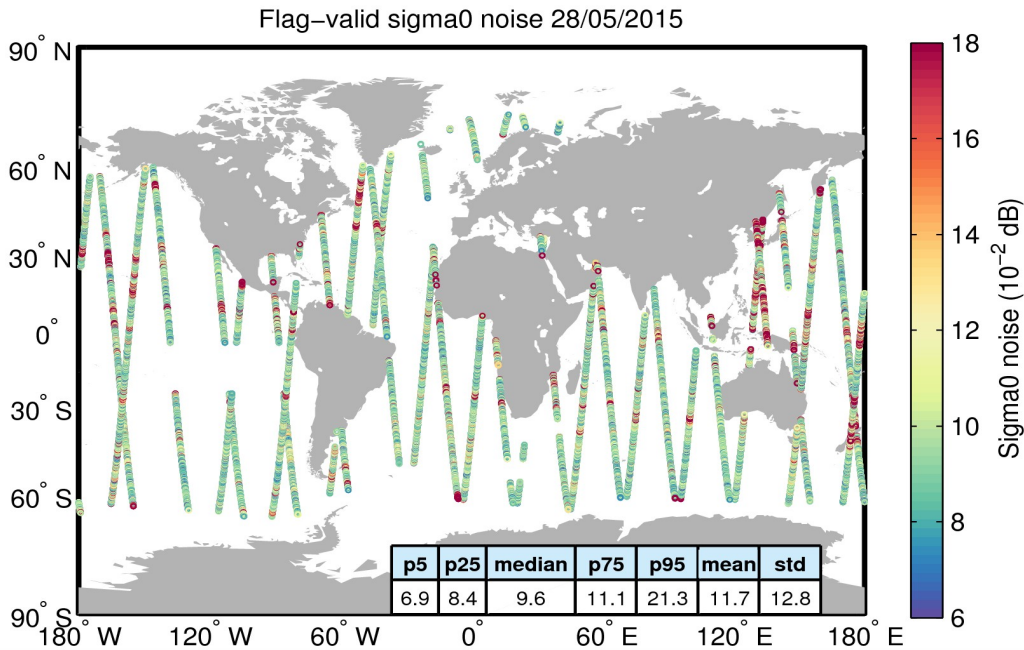 Flag−valid sigma0 noise 28/05/2015
90° N
60° N
30° N
0°
30° S
60° S
90° S
180° W
120° W
60° W
0°
60° E
120° E
180° E
p5 p25 median p75 p95 mean std
6.9 8.4 9.6 11.1 21.3 11.7 12.8
18
16
14
12
10
8
6
Sigma0 noise (10⁻² dB)